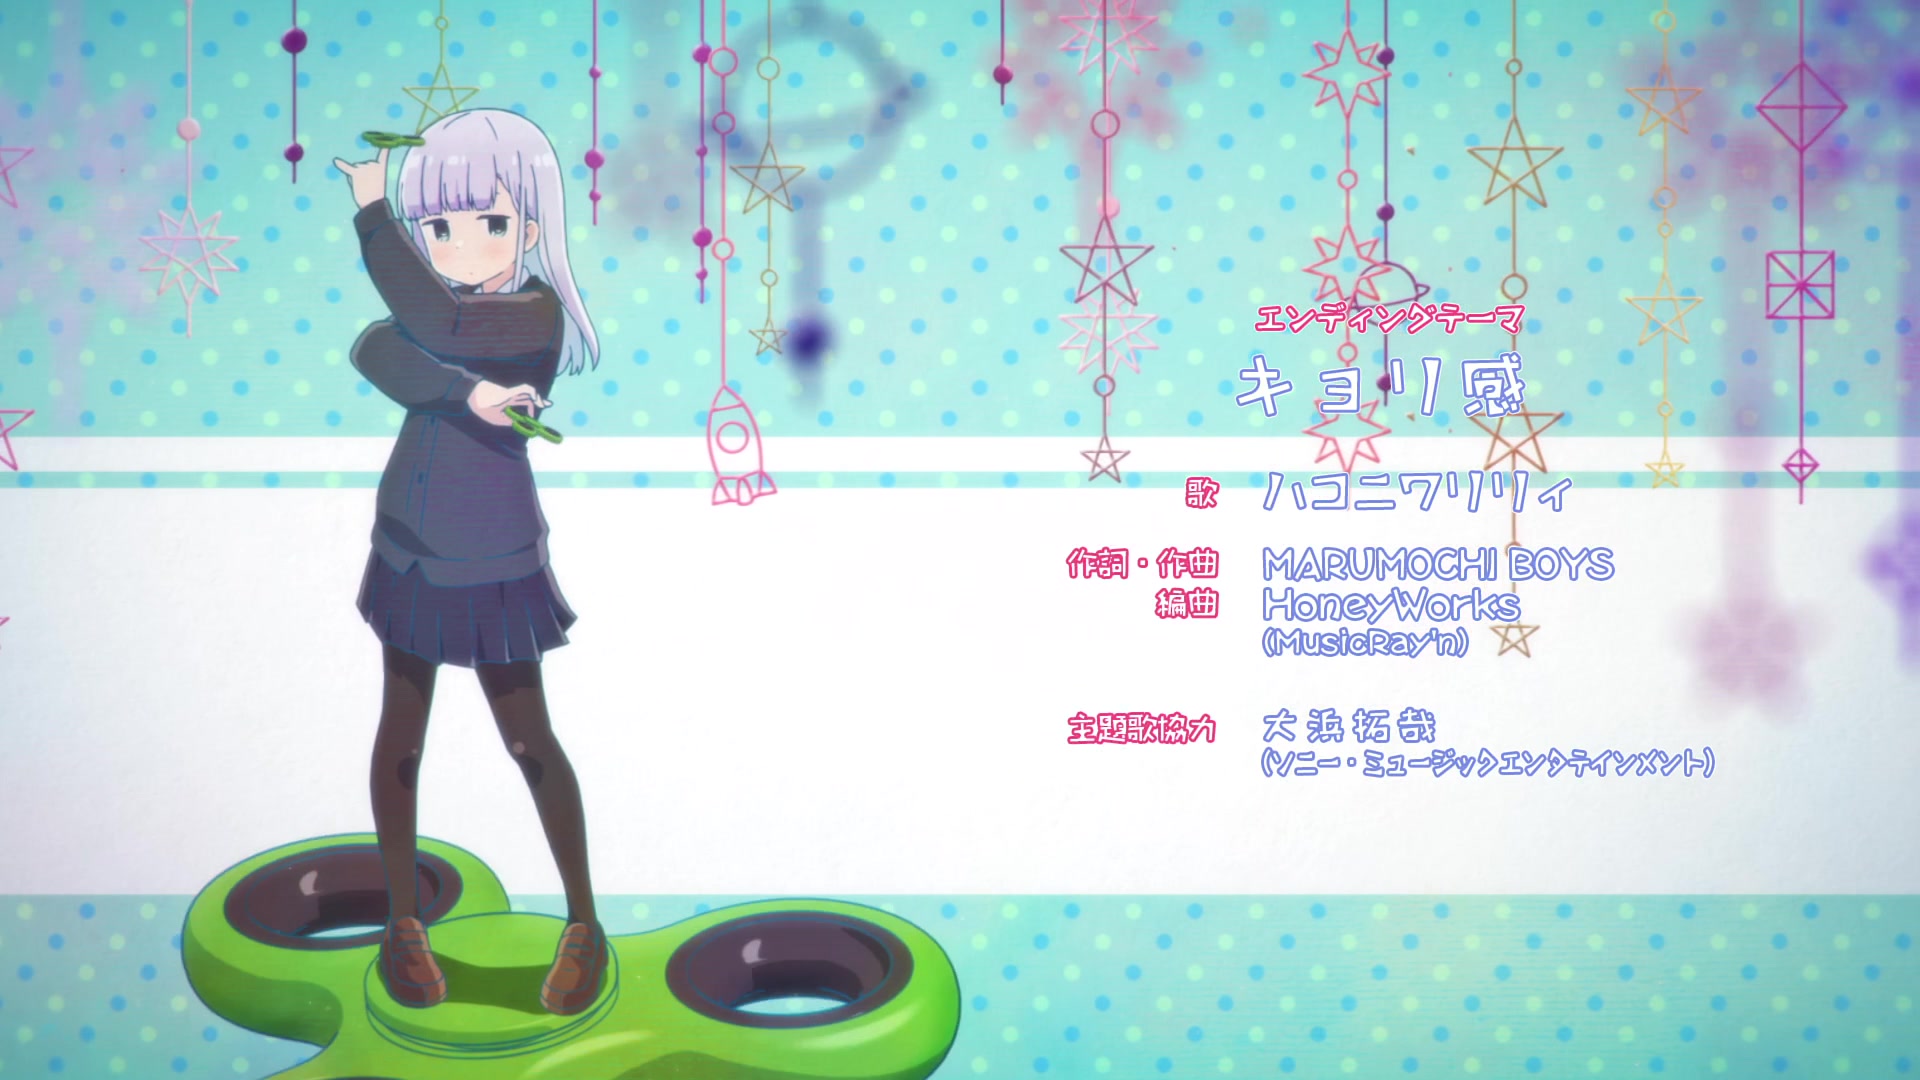 エンディングテーマ
キョリ感
歌 ハコニワリリィ
作詞・作曲 MARUMOCHI BOYS
編曲 HoneyWorks
(MusicRay'n)
主題歌協力 大浜拓哉
(ソニー・ミュージックエンタテインメント)